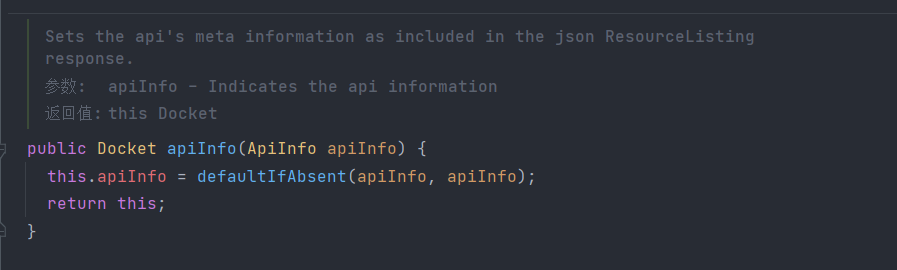 Sets the api's meta information as included in the json ResourceListing
response.
参数: apiInfo – Indicates the api information
返回值: this Docket
public Docket apiInfo(ApiInfo apiInfo) {
this.apiInfo = defaultIfAbsent(apiInfo, apiInfo);
return this;
}